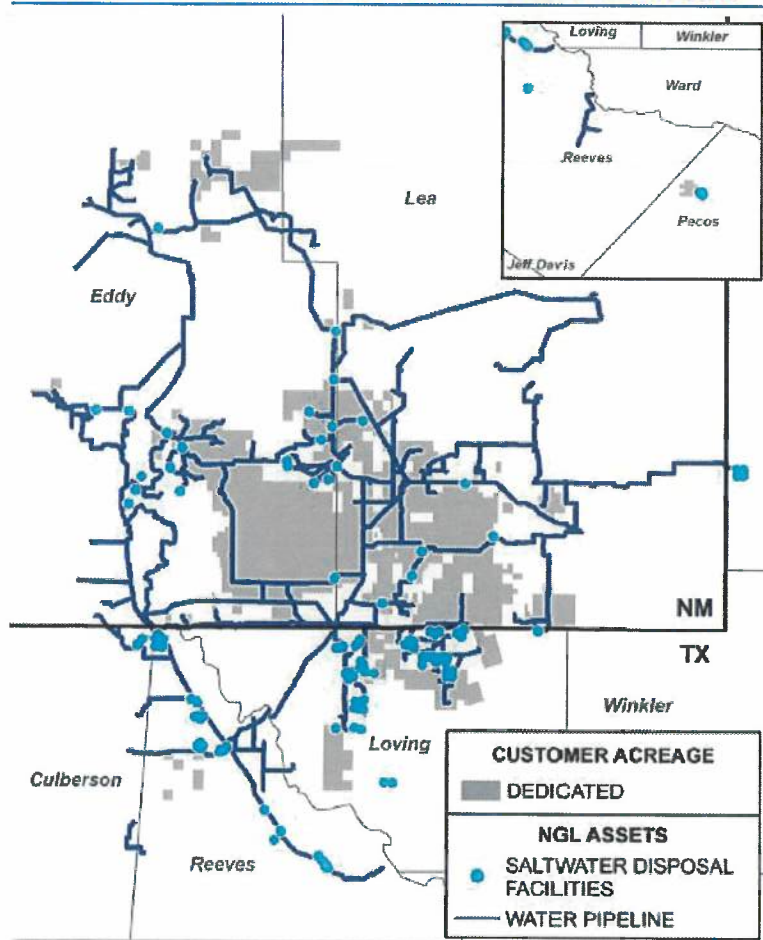 Loving
Winkler
Ward
Reeves
Pecos
Jeff Davis
Lea
Eddy
NM
TX
Winkler
Loving
Culberson
Reeves
CUSTOMER ACREAGE
DEDICATED
NGL ASSETS
SALTWATER DISPOSAL
FACILITIES
WATER PIPELINE